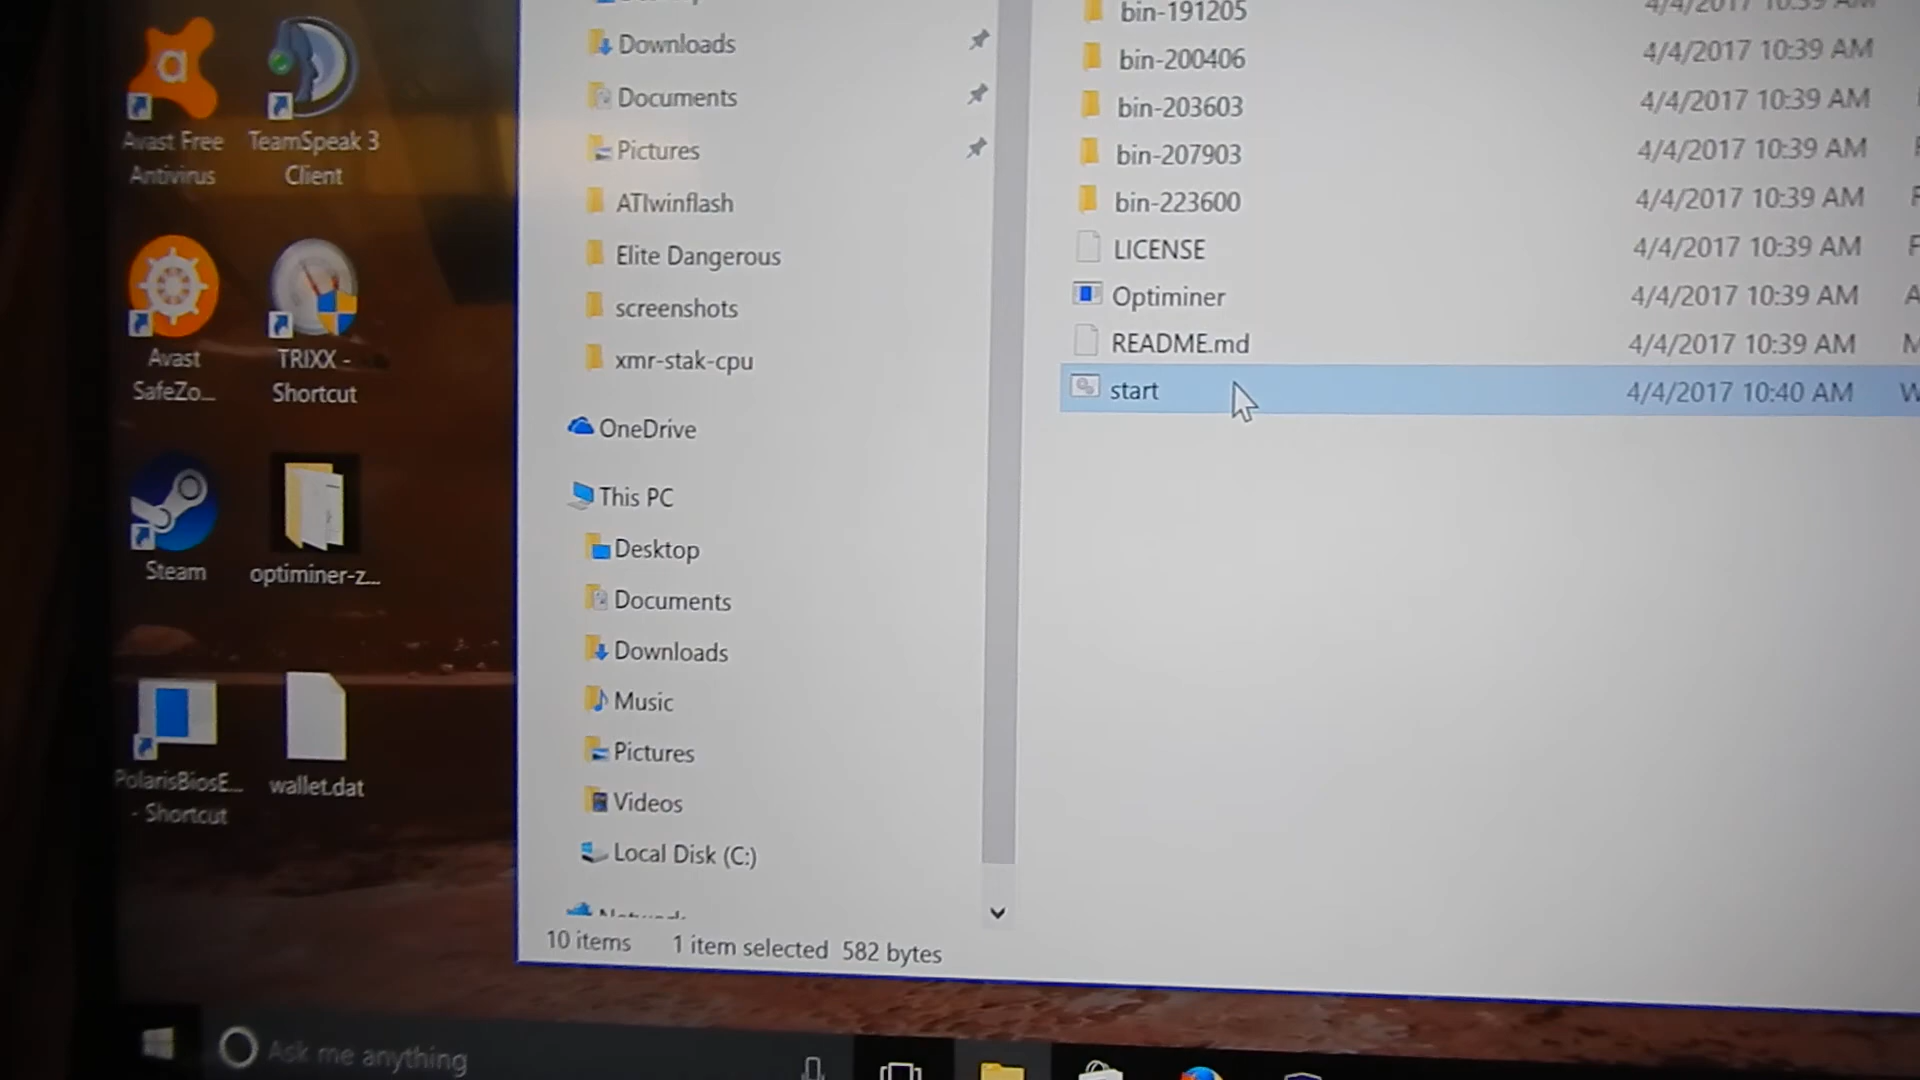 Avast Free
Antivirus
TeamSpeak 3
Client
Avast
SafeZo...
TRIXX -
Shortcut
Steam
optiminer-z...
PolarisBiosE...
- Shortcut
wallet.dat
Downloads
Documents
Pictures
ATIwinflash
Elite Dangerous
screenshots
xmr-stak-cpu
OneDrive
This PC
Desktop
Documents
Downloads
Music
Pictures
Videos
Local Disk (C:)
Network
bin-191205 4/4/2017 10:39 AM
bin-200406 4/4/2017 10:39 AM
bin-203603 4/4/2017 10:39 AM
bin-207903 4/4/2017 10:39 AM
bin-223600 4/4/2017 10:39 AM
LICENSE 4/4/2017 10:39 AM
Optiminer 4/4/2017 10:39 AM
README.md 4/4/2017 10:39 AM
start 4/4/2017 10:40 AM
10 items 1 item selected 582 bytes
Ask me anything